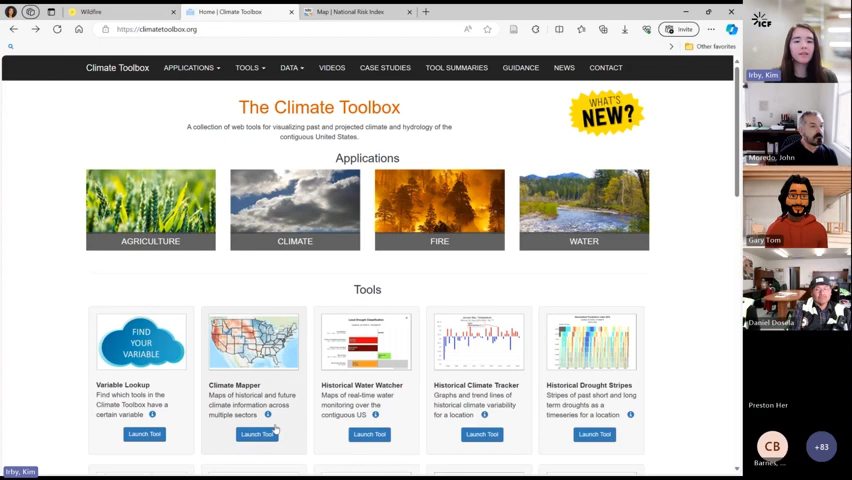 Wildfire
Home | Climate Toolbox
Map | National Risk Index
https://climatetoolbox.org
Invite
Other favorites
Climate Toolbox
APPLICATIONS
TOOLS
DATA
VIDEOS
CASE STUDIES
TOOL SUMMARIES
GUIDANCE
NEWS
CONTACT
The Climate Toolbox
A collection of web tools for visualizing past and projected climate and hydrology of the
contiguous United States.
WHAT'S
NEW?
Applications
AGRICULTURE
CLIMATE
FIRE
WATER
Tools
FIND
YOUR
VARIABLE
Variable Lookup
Find which tools in the
Climate Toolbox have a
certain variable
Launch Tool
Climate Mapper
Maps of historical and future
climate information across
multiple sectors
Launch Tool
Historical Water Watcher
Maps of real-time water
monitoring over the
contiguous US
Launch Tool
Historical Climate Tracker
Graphs and trend lines of
historical climate variability
for a location
Launch Tool
Historical Drought Stripes
Stripes of past short and long
term droughts as a
timeseries for a location
Launch Tool
ICF
Irby, Kim
Moredo, John
Gary Tom
Daniel Dosela
Preston Her
CB
Barnes, ...
+83
Irby, Kim